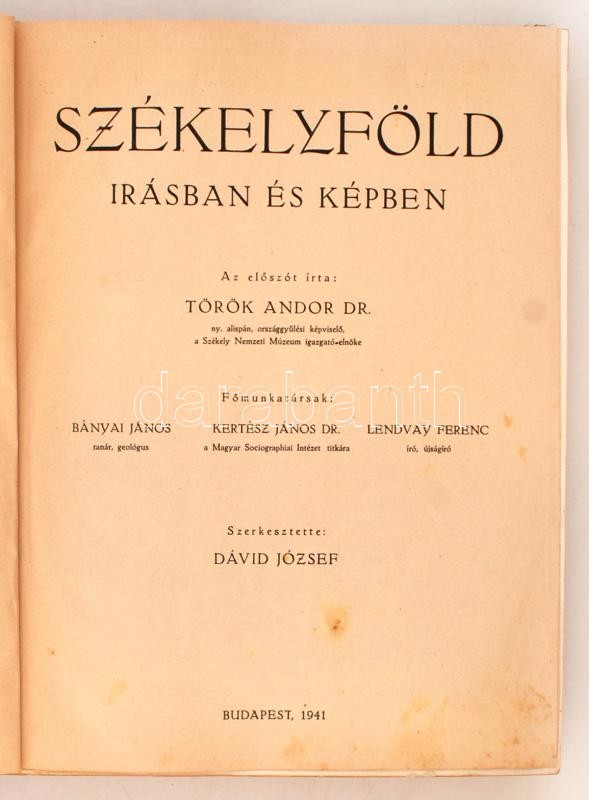 SZÉKELYFÖLD
IRÁSBAN ÉS KÉPBEN
Az előszót írta:
TÖRÖK ANDOR DR.
ny. alispán, országgyűlési képviselő,
a Székely Nemzeti Múzeum igazgató-elnöke
darabanth
Főmunkatársak:
BÁNYAI JÁNOS KERTÉSZ JÁNOS DR. LENDVAY FERENC
tanár, geológus a Magyar Sociographiai Intézet titkára író, újságíró
Szerkesztette:
DÁVID JÓZSEF
BUDAPEST, 1941